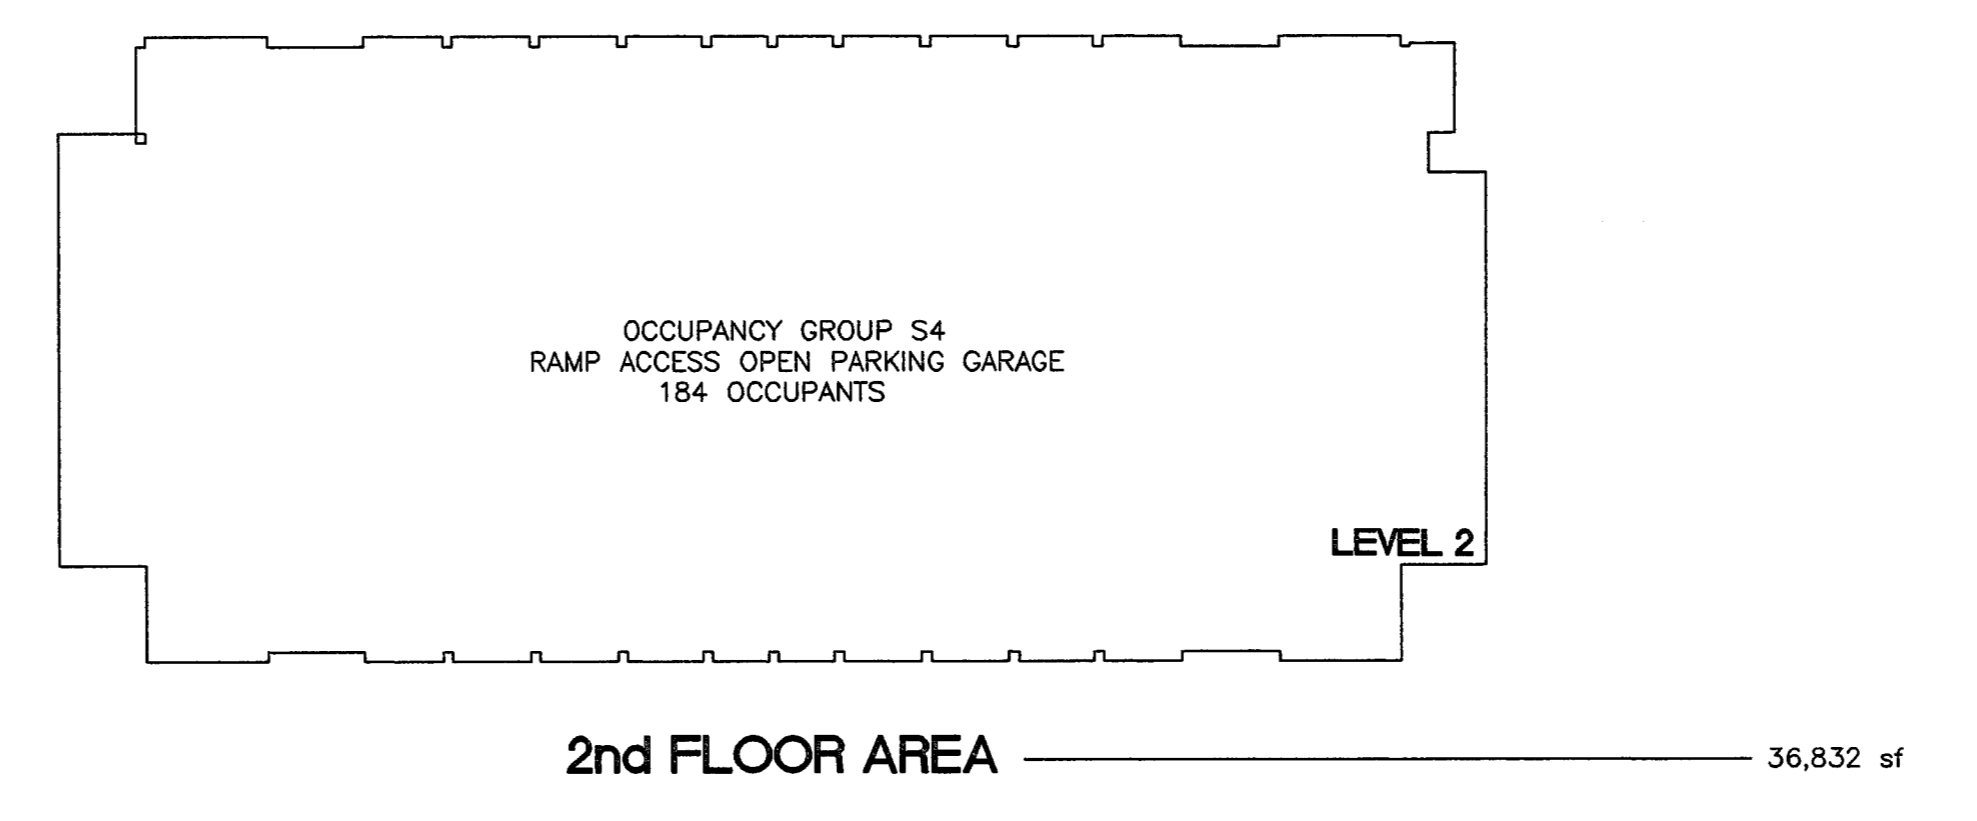 OCCUPANCY GROUP S4
RAMP ACCESS OPEN PARKING GARAGE
184 OCCUPANTS
LEVEL 2
2nd FLOOR AREA 36,832 sf